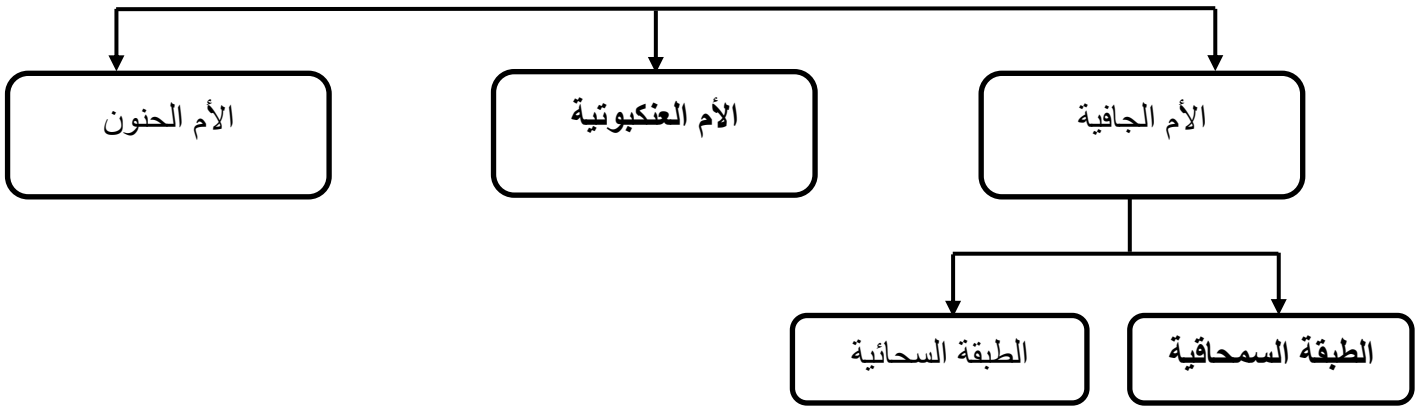 الأم الجافية
الأم العنكبوتية
الأم الحنون
الطبقة السمحاقية
الطبقة السحائية